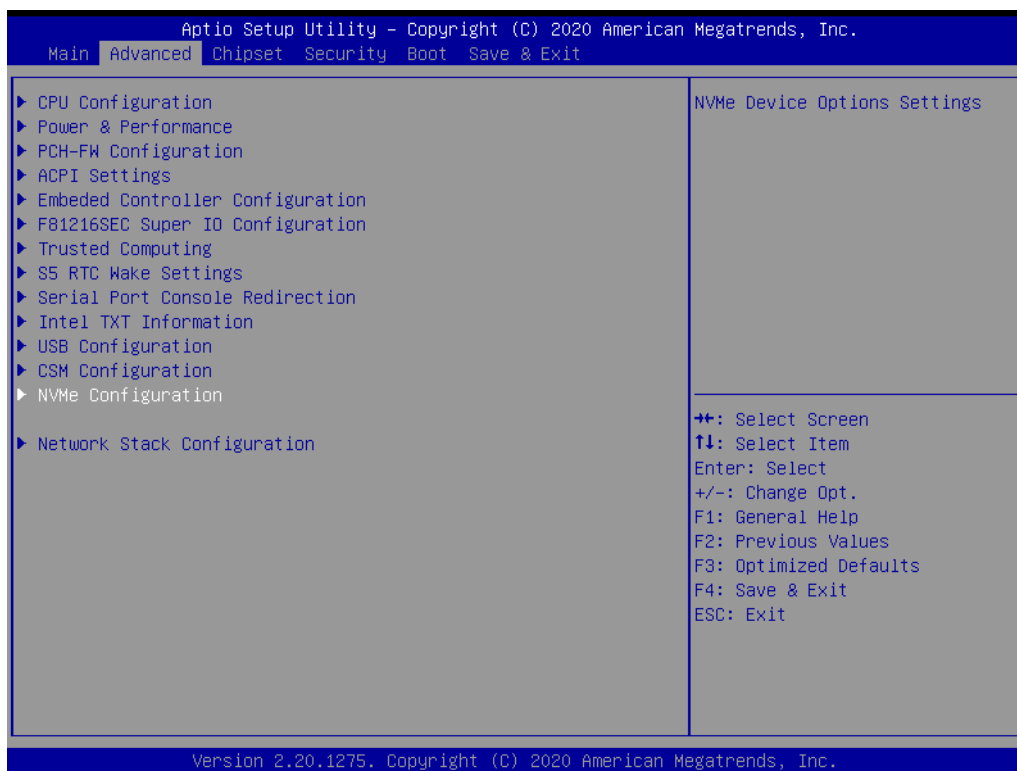 Aptio Setup Utility – Copyright (C) 2020 American Megatrends, Inc.
Main Advanced Chipset Security Boot Save & Exit
▶ CPU Configuration
▶ Power & Performance
▶ PCH-FW Configuration
▶ ACPI Settings
▶ Embeded Controller Configuration
▶ F81216SEC Super IO Configuration
▶ Trusted Computing
▶ S5 RTC Wake Settings
▶ Serial Port Console Redirection
▶ Intel TXT Information
▶ USB Configuration
▶ CSM Configuration
▶ NVMe Configuration
▶ Network Stack Configuration
NVMe Device Options Settings
→←: Select Screen
↑↓: Select Item
Enter: Select
+/-: Change Opt.
F1: General Help
F2: Previous Values
F3: Optimized Defaults
F4: Save & Exit
ESC: Exit
Version 2.20.1275. Copyright (C) 2020 American Megatrends, Inc.